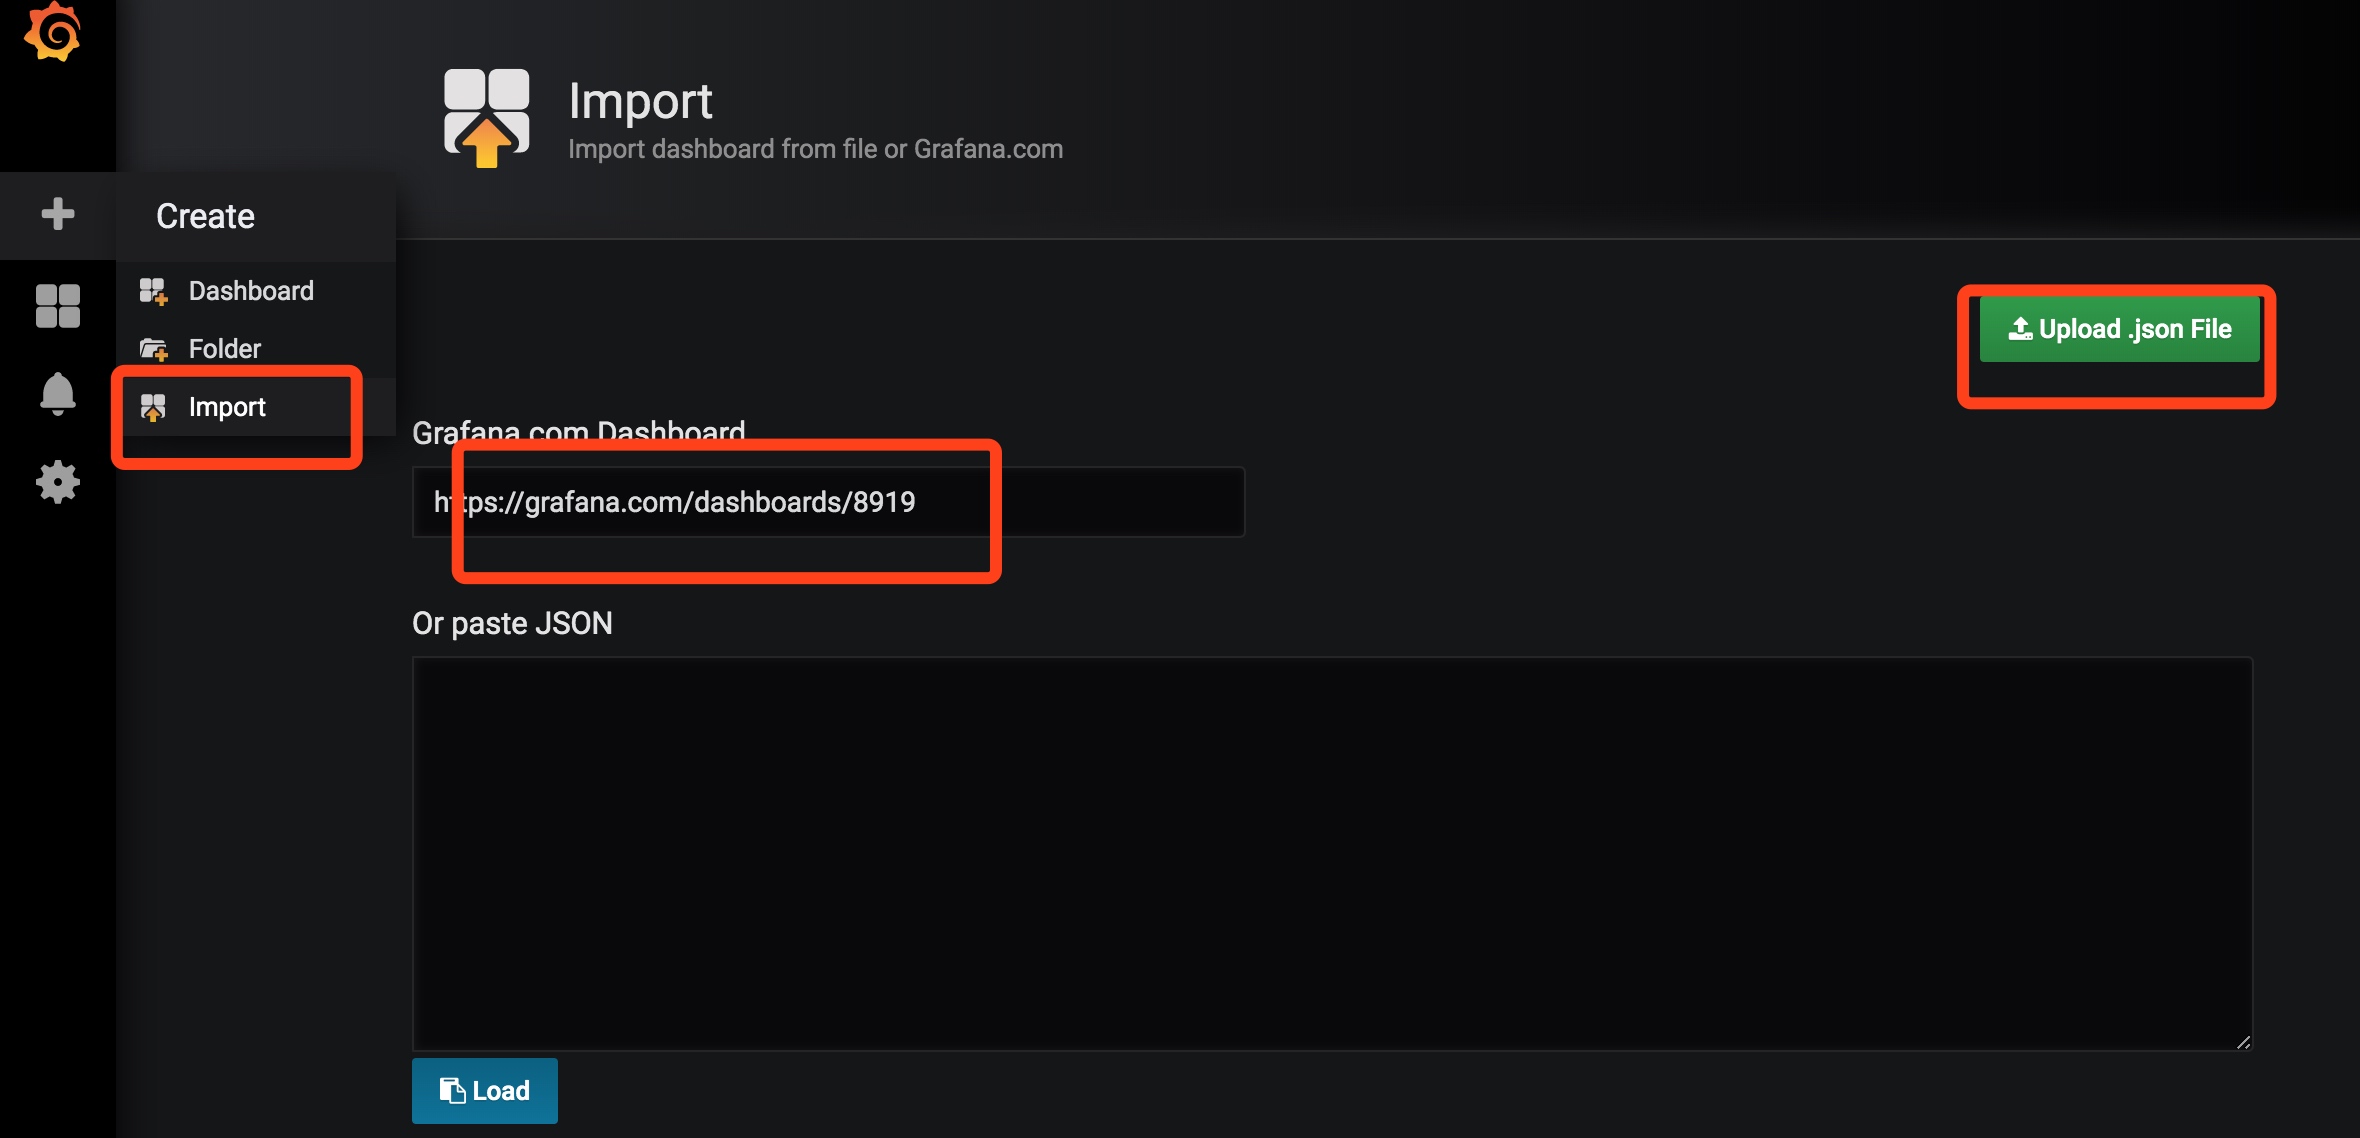 Import
Import dashboard from file or Grafana.com
Create
Dashboard
Folder
Import
Upload .json File
Grafana.com Dashboard
https://grafana.com/dashboards/8919
Or paste JSON
Load